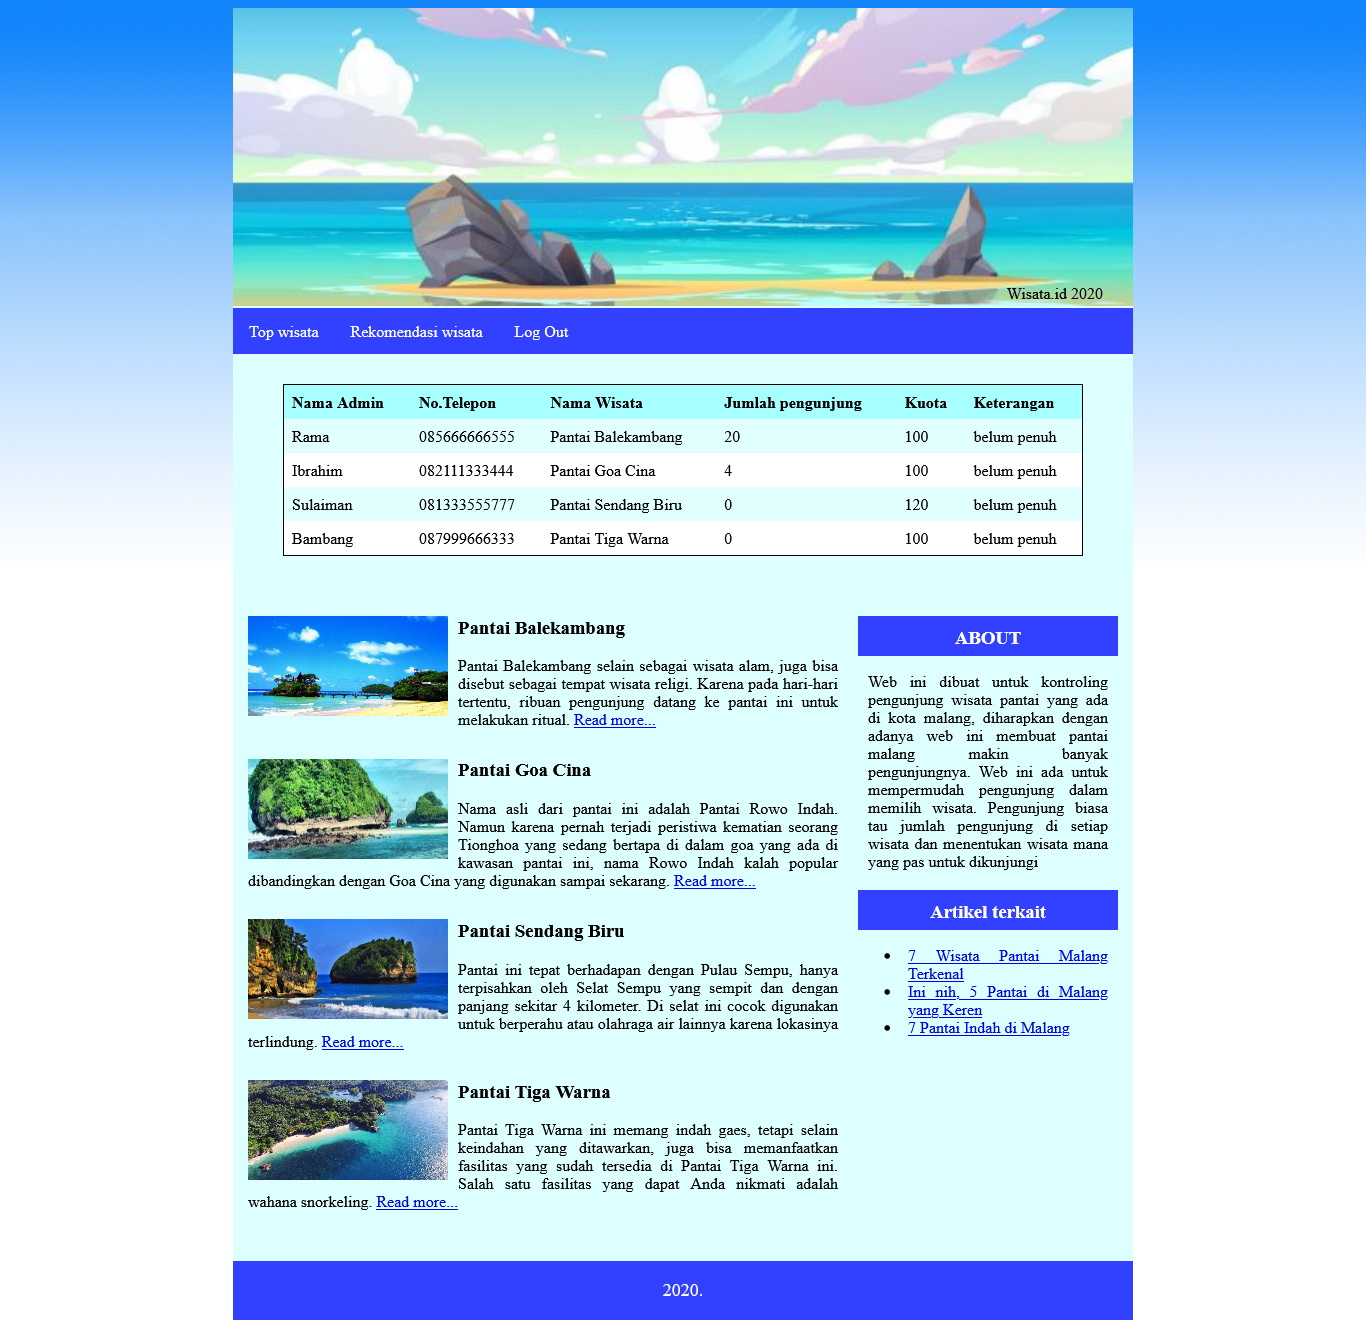 Wisata.id 2020
Top wisata Rekomendasi wisata Log Out
Nama Admin No.Telepon Nama Wisata Jumlah pengunjung Kuota Keterangan
Rama 085666666555 Pantai Balekambang 20 100 belum penuh
Ibrahim 082111333444 Pantai Goa Cina 4 100 belum penuh
Sulaiman 081333555777 Pantai Sendang Biru 0 120 belum penuh
Bambang 087999666333 Pantai Tiga Warna 0 100 belum penuh
Pantai Balekambang
Pantai Balekambang selain sebagai wisata alam, juga bisa
disebut sebagai tempat wisata religi. Karena pada hari-hari
tertentu, ribuan pengunjung datang ke pantai ini untuk
melakukan ritual. Read more...
Pantai Goa Cina
Nama asli dari pantai ini adalah Pantai Rowo Indah.
Namun karena pernah terjadi peristiwa kematian seorang
Tionghoa yang sedang bertapa di dalam goa yang ada di
kawasan pantai ini, nama Rowo Indah kalah popular
dibandingkan dengan Goa Cina yang digunakan sampai sekarang. Read more...
Pantai Sendang Biru
Pantai ini tepat berhadapan dengan Pulau Sempu, hanya
terpisahkan oleh Selat Sempu yang sempit dan dengan
panjang sekitar 4 kilometer. Di selat ini cocok digunakan
untuk berperahu atau olahraga air lainnya karena lokasinya
terlindung. Read more...
Pantai Tiga Warna
Pantai Tiga Warna ini memang indah gaes, tetapi selain
keindahan yang ditawarkan, juga bisa memanfaatkan
fasilitas yang sudah tersedia di Pantai Tiga Warna ini.
Salah satu fasilitas yang dapat Anda nikmati adalah
wahana snorkeling. Read more...
ABOUT
Web ini dibuat untuk kontroling
pengunjung wisata pantai yang ada
di kota malang, diharapkan dengan
adanya web ini membuat pantai
malang makin banyak
pengunjungnya. Web ini ada untuk
mempermudah pengunjung dalam
memilih wisata. Pengunjung biasa
tau jumlah pengunjung di setiap
wisata dan menentukan wisata mana
yang pas untuk dikunjungi
Artikel terkait
7 Wisata Pantai Malang
Terkenal
Ini nih, 5 Pantai di Malang
yang Keren
7 Pantai Indah di Malang
2020.